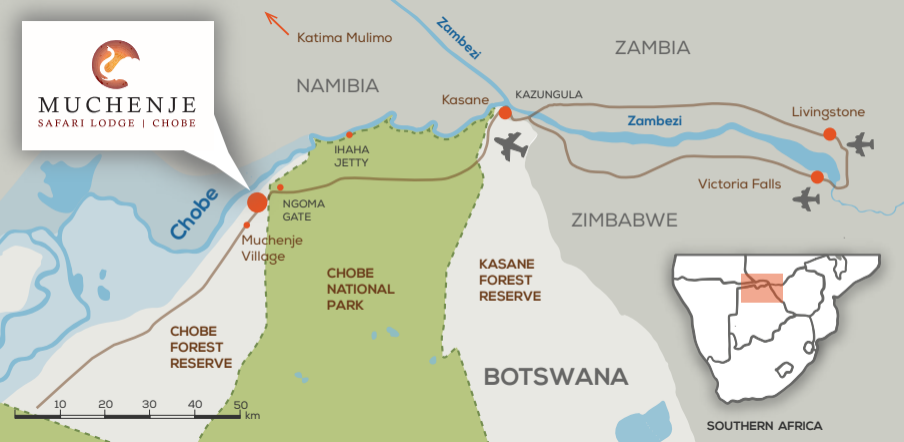 MUCHENJE
SAFARI LODGE | CHOBE
Katima Mulimo
Zambezi
ZAMBIA
NAMIBIA
Kasane
KAZUNGULA
Livingstone
Zambezi
IHAHA
JETTY
Victoria Falls
Chobe
NGOMA
GATE
ZIMBABWE
Muchenje
Village
CHOBE
NATIONAL
PARK
KASANE
FOREST
RESERVE
CHOBE
FOREST
RESERVE
BOTSWANA
10 20 30 40 50
km
SOUTHERN AFRICA